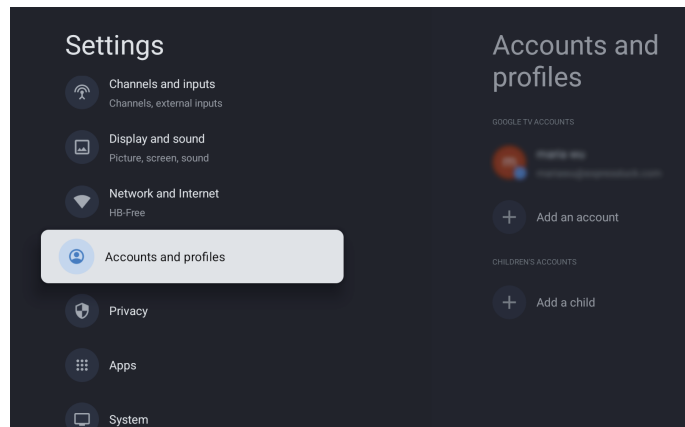 Settings
Channels and inputs
Channels, external inputs
Display and sound
Picture, screen, sound
Network and Internet
HB-Free
Accounts and profiles
Privacy
Apps
System
Accounts and
profiles
GOOGLE TV ACCOUNTS
Add an account
CHILDREN'S ACCOUNTS
Add a child